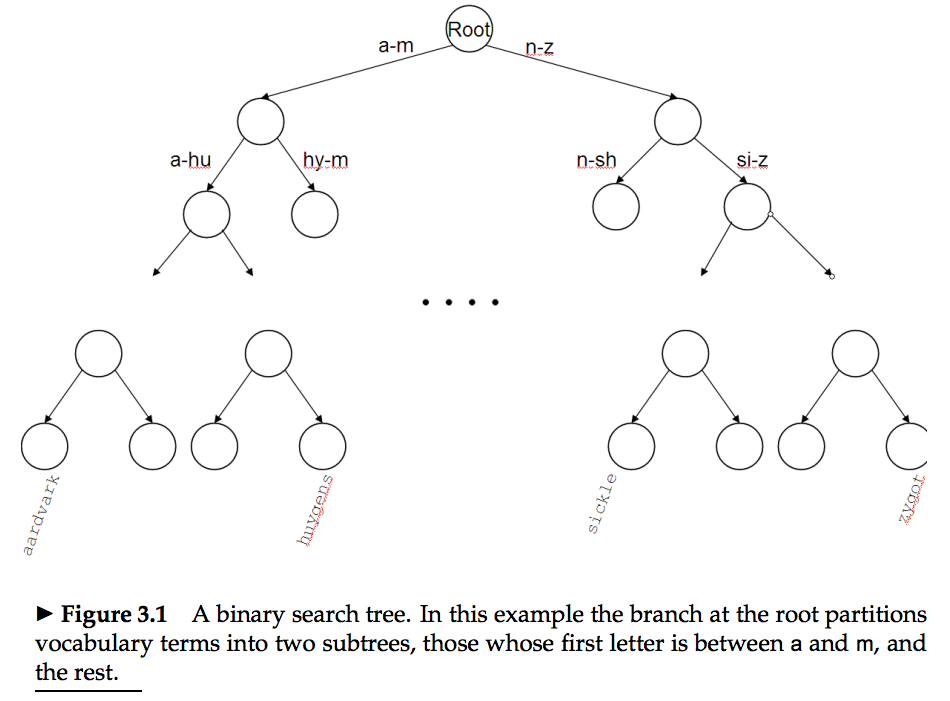 Root
a-m
n-z
a-hu
hy-m
n-sh
si-z
aardvark
huygens
sickle
zygot
► Figure 3.1 A binary search tree. In this example the branch at the root partitions
vocabulary terms into two subtrees, those whose first letter is between a and m, and
the rest.